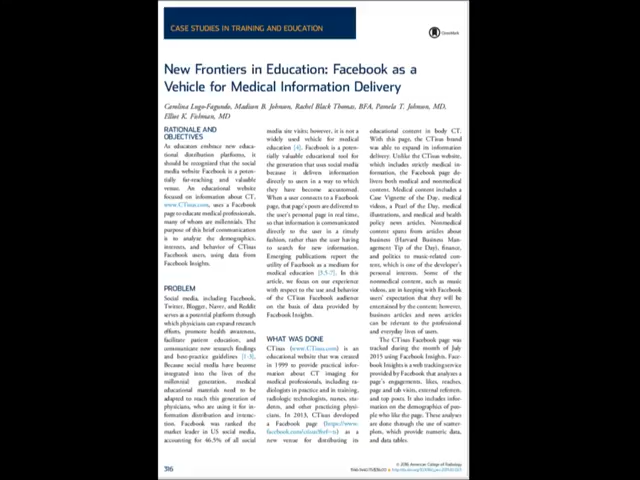 CASE STUDIES IN TRAINING AND EDUCATION
CrossMark
New Frontiers in Education: Facebook as a
Vehicle for Medical Information Delivery
Carolina Lugo-Fagundo, Madison B. Johnson, Rachel Black Thomas, BFA, Pamela T. Johnson, MD,
Elliot K. Fishman, MD
RATIONALE AND
OBJECTIVES
As educators embrace new educa-
tional distribution platforms, it
should be recognized that the social
media website Facebook is a poten-
tially far-reaching and valuable
venue. An educational website
focused on information about CT,
www.CTisus.com, uses a Facebook
page to educate medical professionals,
many of whom are millennials. The
purpose of this brief communication
is to analyze the demographics,
interests, and behavior of CTisus
Facebook users, using data from
Facebook Insights.
PROBLEM
Social media, including Facebook,
Twitter, Blogger, Naver, and Reddit
serves as a potential platform through
which physicians can expand research
efforts, promote health awareness,
facilitate patient education, and
communicate new research findings
and best-practice guidelines [1-3].
Because social media have become
integrated into the lives of the
millennial generation, medical
educational materials need to be
adapted to reach this generation of
physicians, who are using it for in-
formation distribution and interac-
tion. Facebook was ranked the
market leader in US social media,
accounting for 46.5% of all social
media site visits; however, it is not a
widely used vehicle for medical
education [4]. Facebook is a poten-
tially valuable educational tool for
the generation that uses social media
because it delivers information
directly to users in a way to which
they have become accustomed.
When a user connects to a Facebook
page, that page's posts are delivered to
the user's personal page in real time,
so that information is communicated
directly to the user in a timely
fashion, rather than the user having
to search for new information.
Emerging publications report the
utility of Facebook as a medium for
medical education [3,5-7]. In this
article, we focus on our experience
with respect to the use and behavior
of the CTisus Facebook audience
on the basis of data provided by
Facebook Insights.
WHAT WAS DONE
CTisus (www.CTisus.com) is an
educational website that was created
in 1999 to provide practical infor-
mation about CT imaging for
medical professionals, including ra-
diologists in practice and in training,
radiologic technologists, nurses, stu-
dents, and other practicing physi-
cians. In 2013, CTisus developed
a Facebook page (https://www.
facebook.com/ctisus?fref=ts) as a
new venue for distributing its
educational content in body CT.
With this page, the CTisus brand
was able to expand its information
delivery. Unlike the CTisus website,
which includes strictly medical in-
formation, the Facebook page de-
livers both medical and nonmedical
content. Medical content includes a
Case Vignette of the Day, medical
videos, a Pearl of the Day, medical
illustrations, and medical and health
policy news articles. Nonmedical
content spans from articles about
business (Harvard Business Man-
agement Tip of the Day), finance,
and politics to music-related con-
tent, which is one of the developer's
personal interests. Some of the
nonmedical content, such as music
videos, are in keeping with Facebook
users' expectation that they will be
entertained by the content; however,
business articles and news articles
can be relevant to the professional
and everyday lives of users.
The CTisus Facebook page was
tracked during the month of July
2015 using Facebook Insights. Face-
book Insights is a web tracking service
provided by Facebook that analyzes a
page's engagements, likes, reaches,
page and tab visits, external referrers,
and top posts. It also includes infor-
mation on the demographics of peo-
ple who like the page. These analyses
are done through the use of scatter-
plots, which provide numeric data,
and data tables.
316
© 2016 American College of Radiology